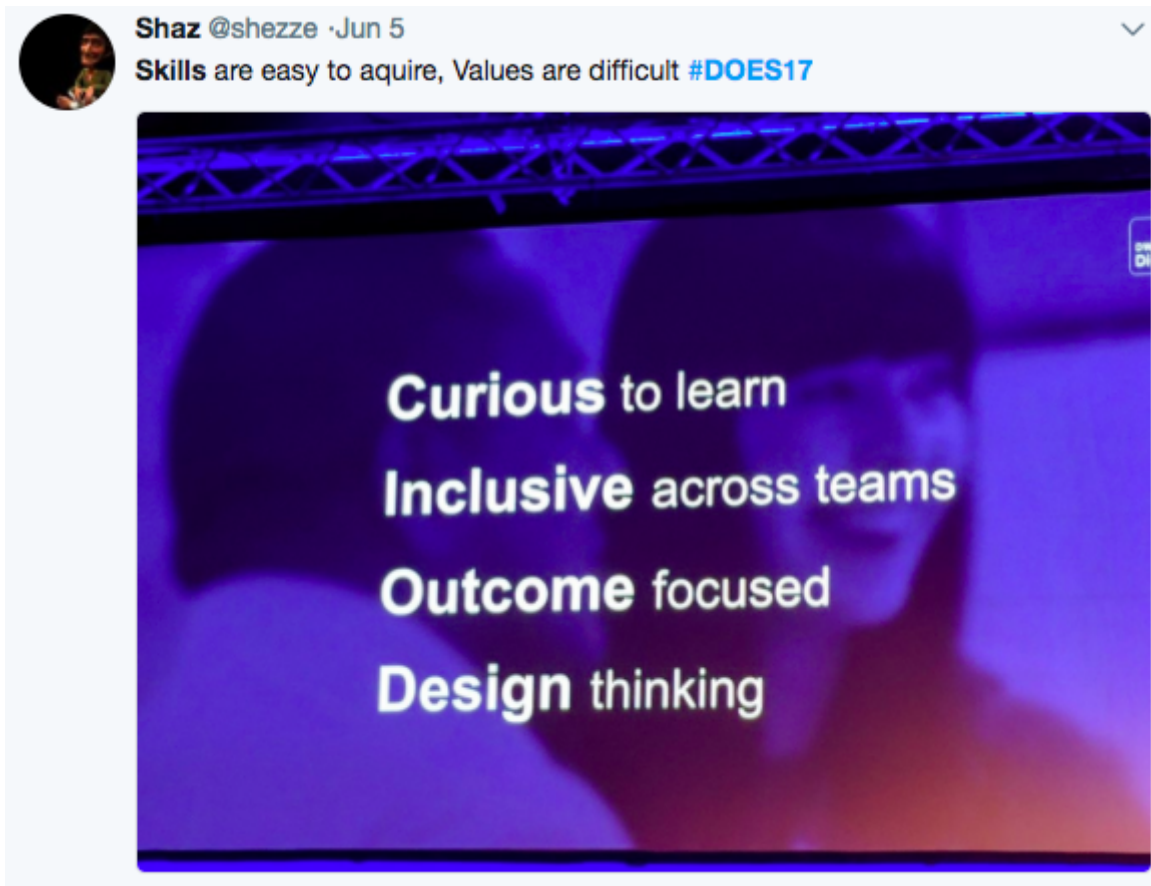 Shaz @shezze ·Jun 5
Skills are easy to aquire, Values are difficult #DOES17
Curious to learn
Inclusive across teams
Outcome focused
Design thinking